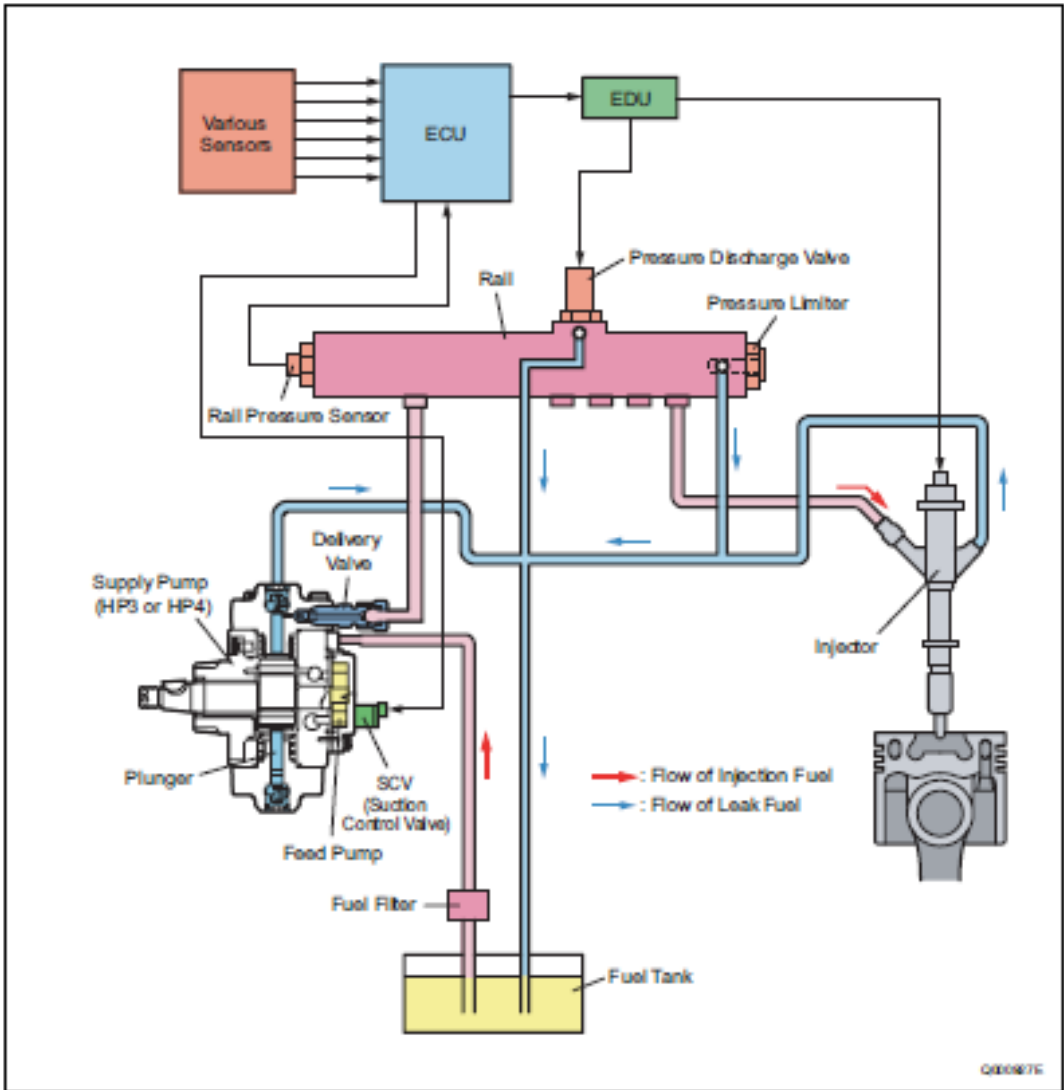 Various
Sensors
ECU
EDU
Pressure Discharge Valve
Rail
Pressure Limiter
Rail Pressure Sensor
Delivery
Valve
Supply Pump
(HP3 or HP4)
Injector
Plunger
SCV
(Suction
Control Valve)
Feed Pump
: Flow of Injection Fuel
: Flow of Leak Fuel
Fuel Filter
Fuel Tank